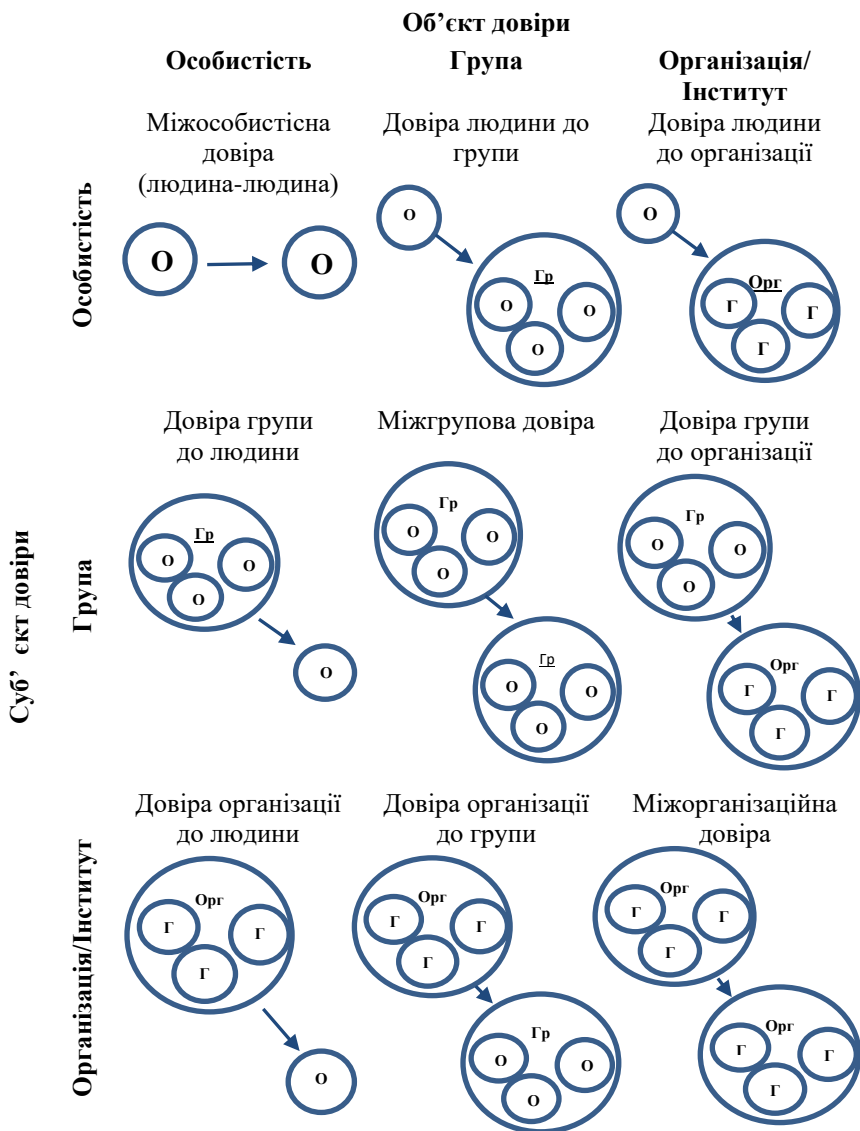 Об’єкт довіри
Особистість Група Організація/
Інститут
Міжособистісна
довіра
(людина-людина)
Довіра людини до
групи
Довіра людини
до організації
Особистість
О О
О
Гр
О О
О
О
Орг
Г Г
Г
Суб’ єкт довіри
Група
Довіра групи
до людини
Міжгрупова довіра
Довіра групи
до організації
Гр
О О
О
О
Гр
О О
О
Гр
О О
О
Гр
О О
О
Орг
Г Г
Г
Організація/Інститут
Довіра організації
до людини
Довіра організації
до групи
Міжорганізаційна
довіра
Орг
Г Г
Г
О
Орг
Г Г
Г
Гр
О О
О
Орг
Г Г
Г
Орг
Г Г
Г